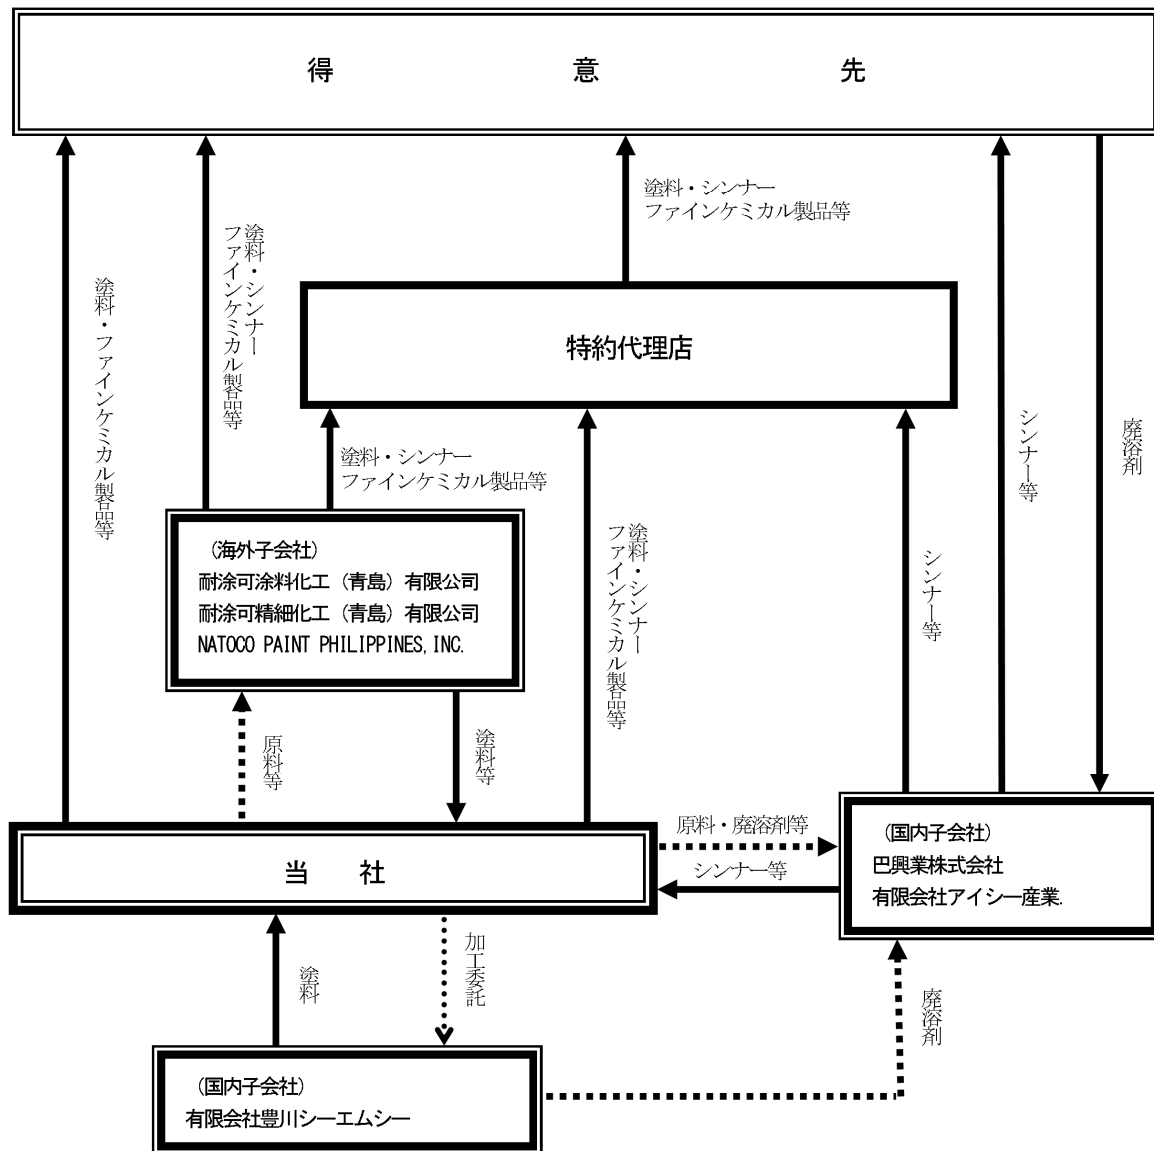 得意先
塗料・シンナー
ファインケミカル製品等
塗料・シンナー
ファインケミカル製品等
塗料・ファインケミカル製品等
特約代理店
塗料・シンナー
ファインケミカル製品等
シンナー等
廃溶剤
(海外子会社)
耐涂可涂料化工（青島）有限公司
耐涂可精細化工（青島）有限公司
NATOCO PAINT PHILIPPINES, INC.
塗料・シンナー
ファインケミカル製品等
シンナー等
原料等
塗料等
当社
原料・廃溶剤等
シンナー等
(国内子会社)
巴興業株式会社
有限会社アイシー産業.
塗料
加工委託
廃溶剤
(国内子会社)
有限会社豊川シーエムシー